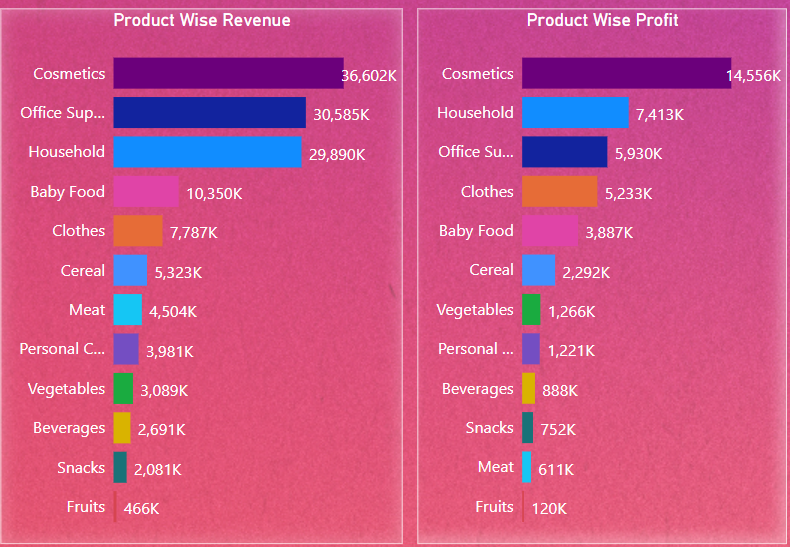 Product Wise Revenue
Cosmetics 36,602K
Office Sup... 30,585K
Household 29,890K
Baby Food 10,350K
Clothes 7,787K
Cereal 5,323K
Meat 4,504K
Personal C... 3,981K
Vegetables 3,089K
Beverages 2,691K
Snacks 2,081K
Fruits 466K
Product Wise Profit
Cosmetics 14,556K
Household 7,413K
Office Su... 5,930K
Clothes 5,233K
Baby Food 3,887K
Cereal 2,292K
Vegetables 1,266K
Personal ... 1,221K
Beverages 888K
Snacks 752K
Meat 611K
Fruits 120K